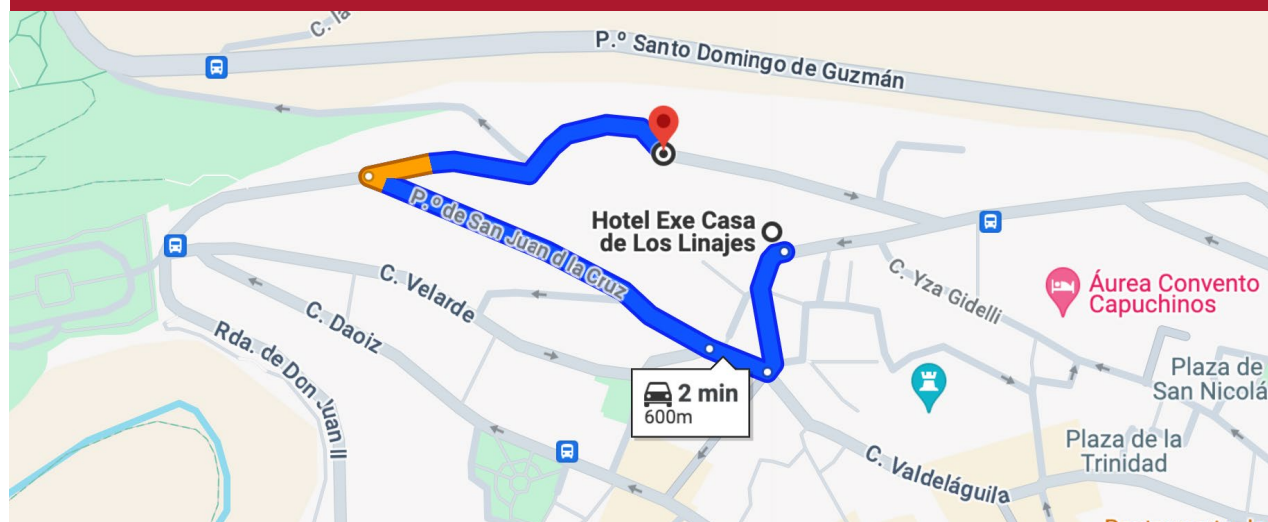 C. la
P.º Santo Domingo de Guzmán
Hotel Exe Casa
de Los Linajes
P.º de San Juan d la Cruz
C. Yza Gidelli
Áurea Convento
Capuchinos
C. Velarde
C. Daoiz
Rda. de Don Juan II
2 min
600m
Plaza de
San Nicolá
Plaza de la
Trinidad
C. Valdeláguila